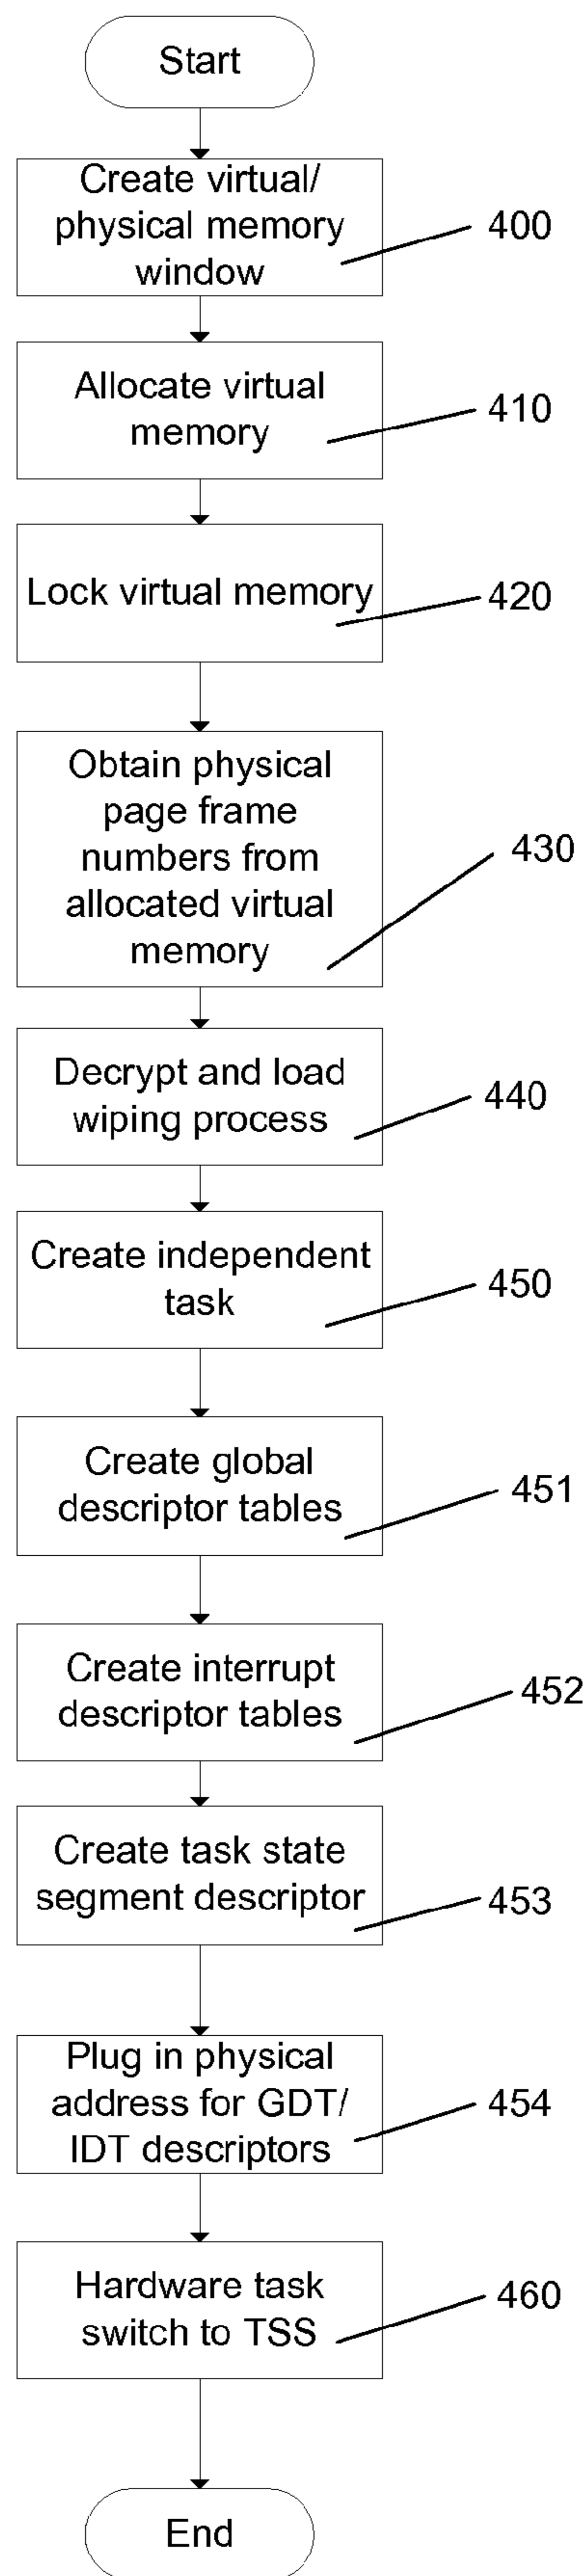 Start
Create virtual/
physical memory
window
400
Allocate virtual
memory
410
Lock virtual memory
420
Obtain physical
page frame
numbers from
allocated virtual
memory
430
Decrypt and load
wiping process
440
Create independent
task
450
Create global
descriptor tables
451
Create interrupt
descriptor tables
452
Create task state
segment descriptor
453
Plug in physical
address for GDT/
IDT descriptors
454
Hardware task
switch to TSS
460
End